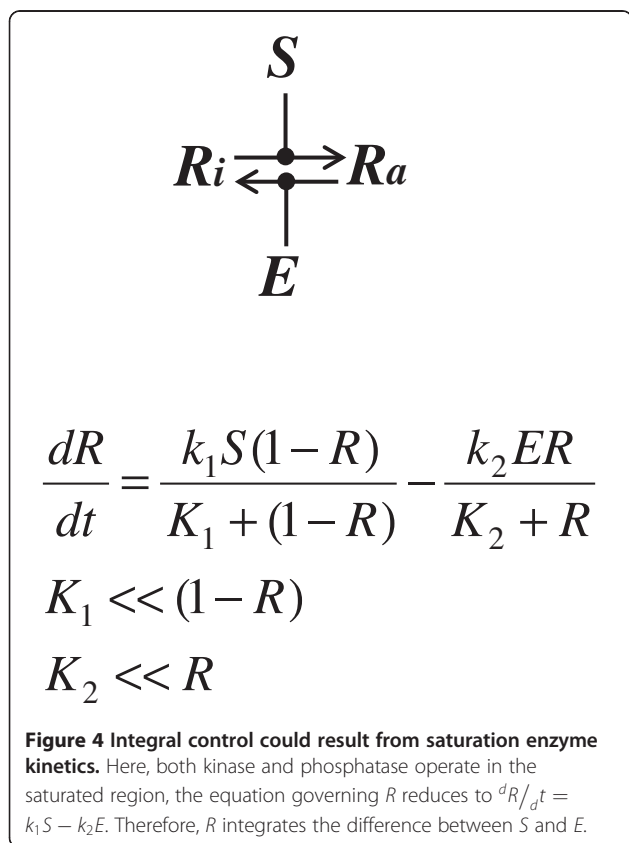 S
Ri Ra
E
dR/dt = k₁S(1 − R)/(K₁ + (1 − R)) − k₂ER/(K₂ + R)
K₁ << (1 − R)
K₂ << R
Figure 4 Integral control could result from saturation enzyme
kinetics. Here, both kinase and phosphatase operate in the
saturated region, the equation governing R reduces to dR/dt =
k₁S − k₂E. Therefore, R integrates the difference between S and E.